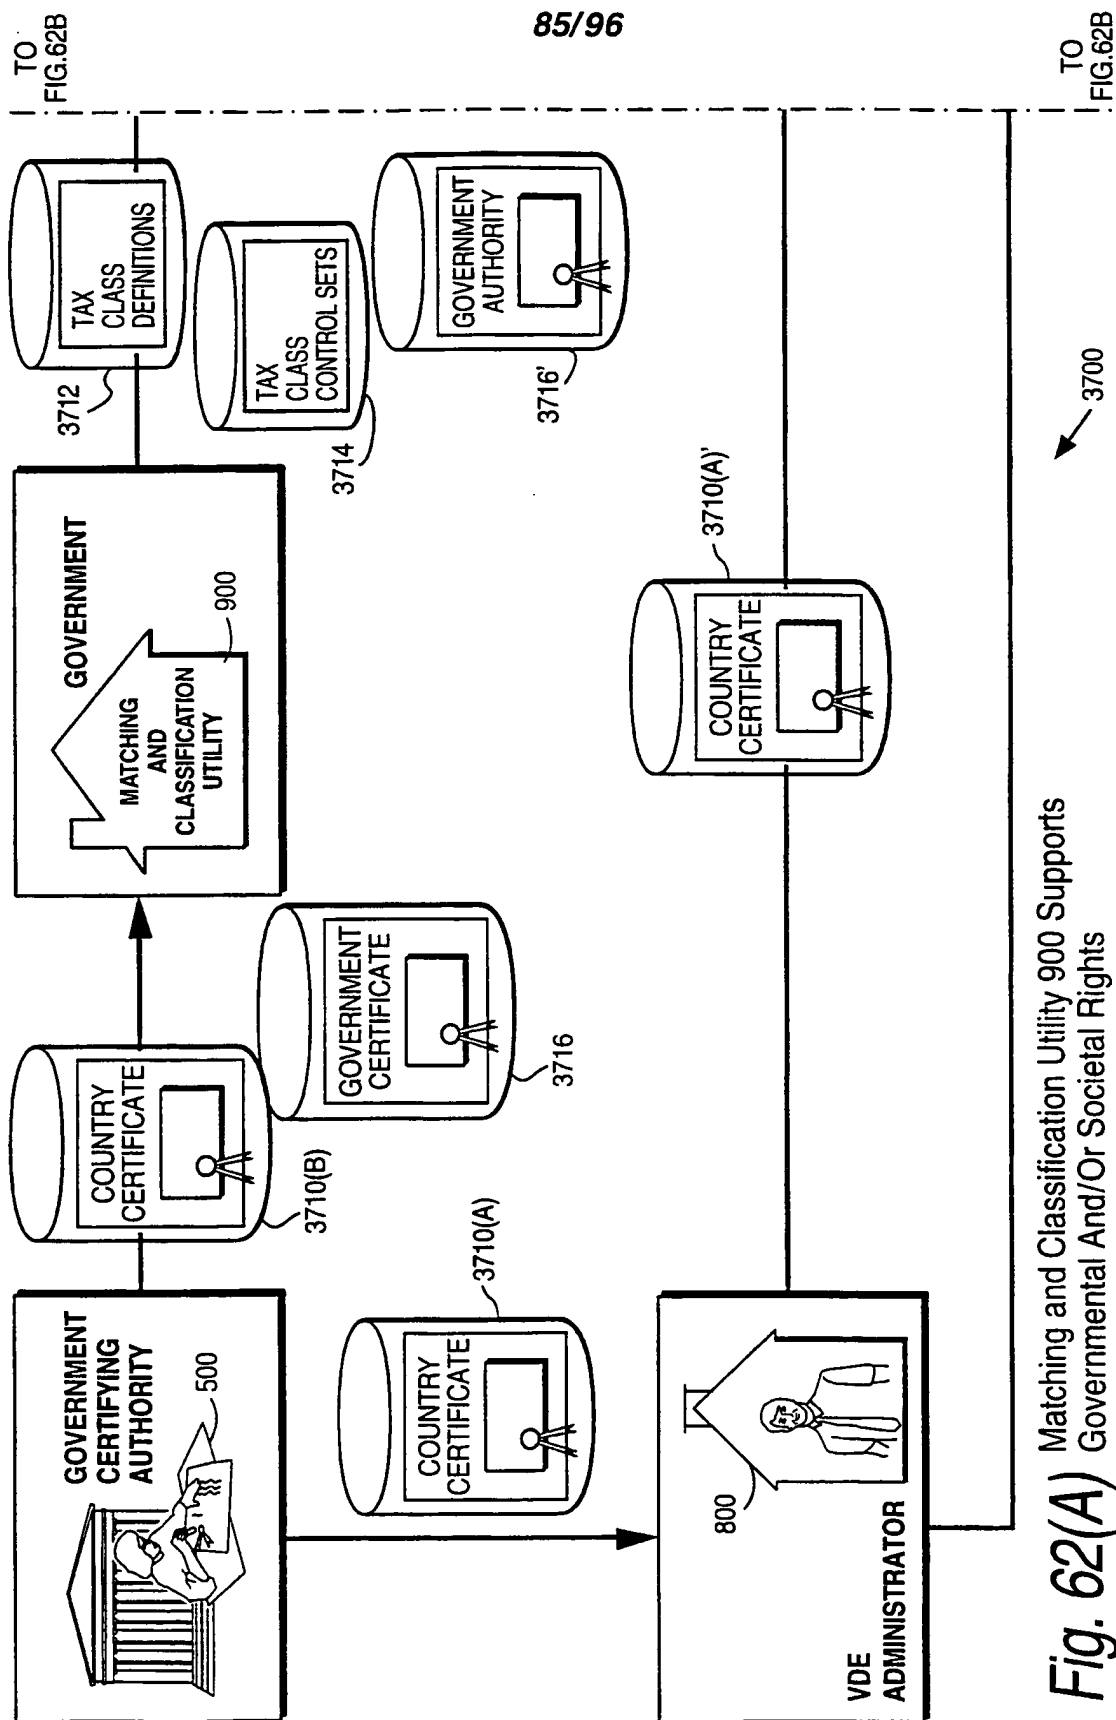 85/96
TO
FIG.62B
TO
FIG.62B
GOVERNMENT
CERTIFYING
AUTHORITY
500
COUNTRY
CERTIFICATE
3710(B)
GOVERNMENT
CERTIFICATE
3716
GOVERNMENT
MATCHING
AND
CLASSIFICATION
UTILITY
900
TAX
CLASS
DEFINITIONS
3712
TAX
CLASS
CONTROL SETS
3714
GOVERNMENT
AUTHORITY
3716'
COUNTRY
CERTIFICATE
3710(A)
COUNTRY
CERTIFICATE
3710(A)'
800
VDE
ADMINISTRATOR
3700
Fig. 62(A) Matching and Classification Utility 900 Supports
Governmental And/Or Societal Rights